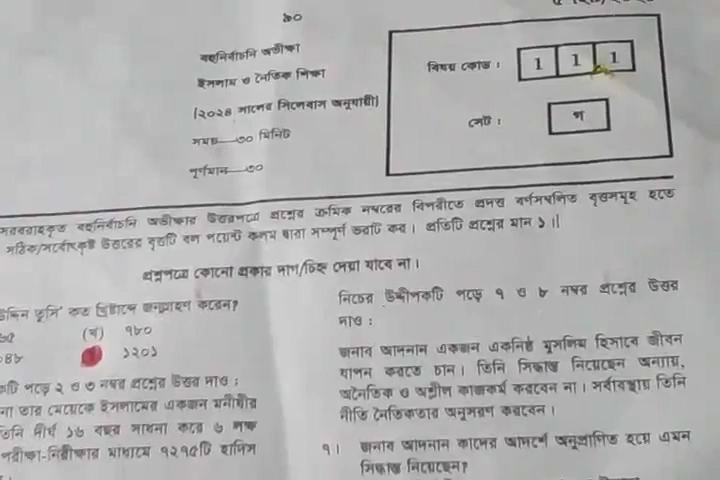 ৯০
বহুনির্বাচনি অভীক্ষা
ইসলাম ও নৈতিক শিক্ষা
[২০২৪ সালের সিলেবাস অনুযায়ী]
সময়—৩০ মিনিট
পূর্ণমান—৩০
বিষয় কোড : 1 1 1
সেট : গ
সরবরাহকৃত বহুনির্বাচনি অভীক্ষার উত্তরপত্রে প্রশ্নের ক্রমিক নম্বরের বিপরীতে প্রদত্ত বর্ণসংবলিত বৃত্তসমূহ হতে
সঠিক/সর্বোৎকৃষ্ট উত্তরের বৃত্তটি বল পয়েন্ট কলম দ্বারা সম্পূর্ণ ভরাট কর। প্রতিটি প্রশ্নের মান ১।]
প্রশ্নপত্রে কোনো প্রকার দাগ/চিহ্ন দেয়া যাবে না।
উদ্দিন তুসি' কত খ্রিষ্টাব্দে জন্মগ্রহণ করেন?
(খ) ৭৮০
১২০১
পড়ে ২ ও ৩ নম্বর প্রশ্নের উত্তর দাও :
না তার মেয়েকে ইসলামের একজন মনীষীর
তিনি দীর্ঘ ১৬ বছর সাধনা করে ৬ লক্ষ
পরীক্ষা-নিরীক্ষার মাধ্যমে ৭২৭৫টি হাদিস
নিচের উদ্দীপকটি পড়ে ৭ ও ৮ নম্বর প্রশ্নের উত্তর
দাও :
জনাব আদনান একজন একনিষ্ঠ মুসলিম হিসাবে জীবন
যাপন করতে চান। তিনি সিদ্ধান্ত নিয়েছেন অন্যায়,
অনৈতিক ও অশ্লীল কাজকর্ম করবেন না। সর্বাবস্থায় তিনি
নীতি নৈতিকতার অনুসরণ করবেন।
৭। জনাব আদনান কাদের আদর্শে অনুপ্রাণিত হয়ে এমন
সিদ্ধান্ত নিয়েছেন?